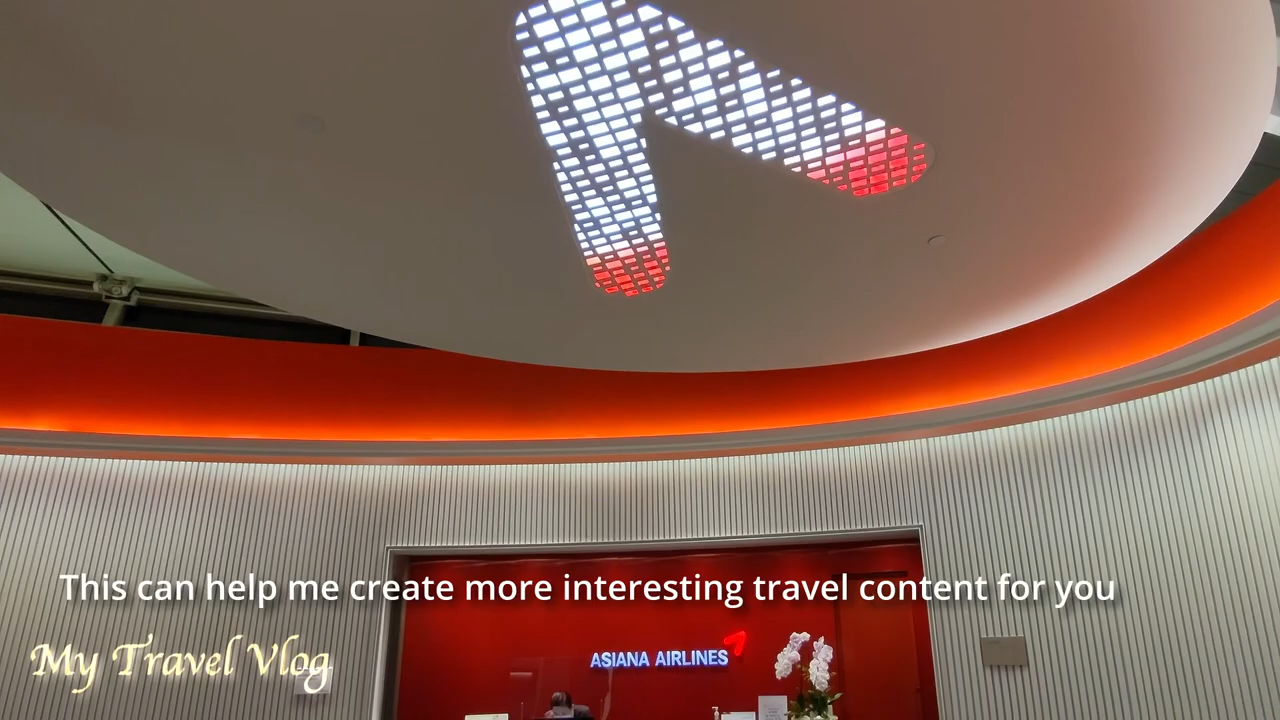 This can help me create more interesting travel content for you
My Travel Vlog
ASIANA AIRLINES